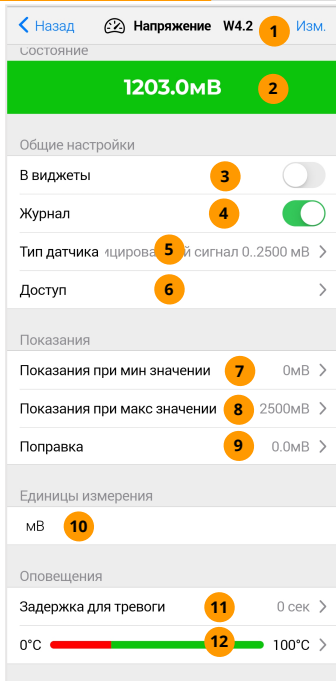 Назад Напряжение W4.2 1 Изм.
Состояние
1203.0мВ 2
Общие настройки
В виджеты 3
Журнал 4
Тип датчика 5 сигнал 0..2500 мВ
Доступ 6
Показания
Показания при мин значении 7 0мВ
Показания при макс значении 8 2500мВ
Поправка 9 0.0мВ
Единицы измерения
мВ 10
Оповещения
Задержка для тревоги 11 0 сек
0°C 12 100°C